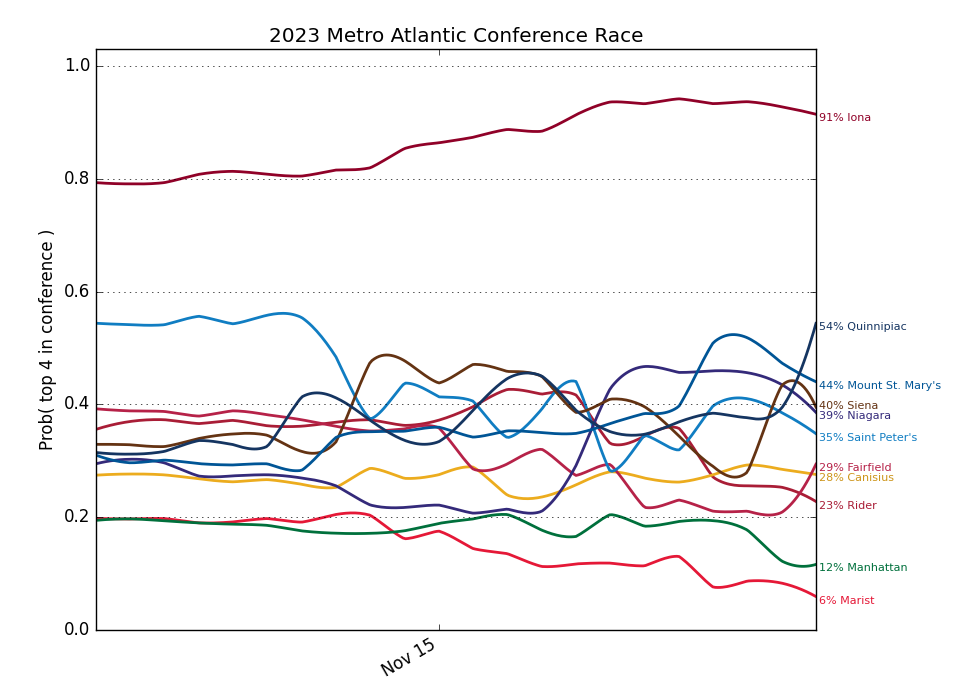 2023 Metro Atlantic Conference Race
Prob( top 4 in conference )
1.0
0.8
0.6
0.4
0.2
0.0
Nov 15
91% Iona
54% Quinnipiac
44% Mount St. Mary's
40% Siena
39% Niagara
35% Saint Peter's
29% Fairfield
28% Canisius
23% Rider
12% Manhattan
6% Marist